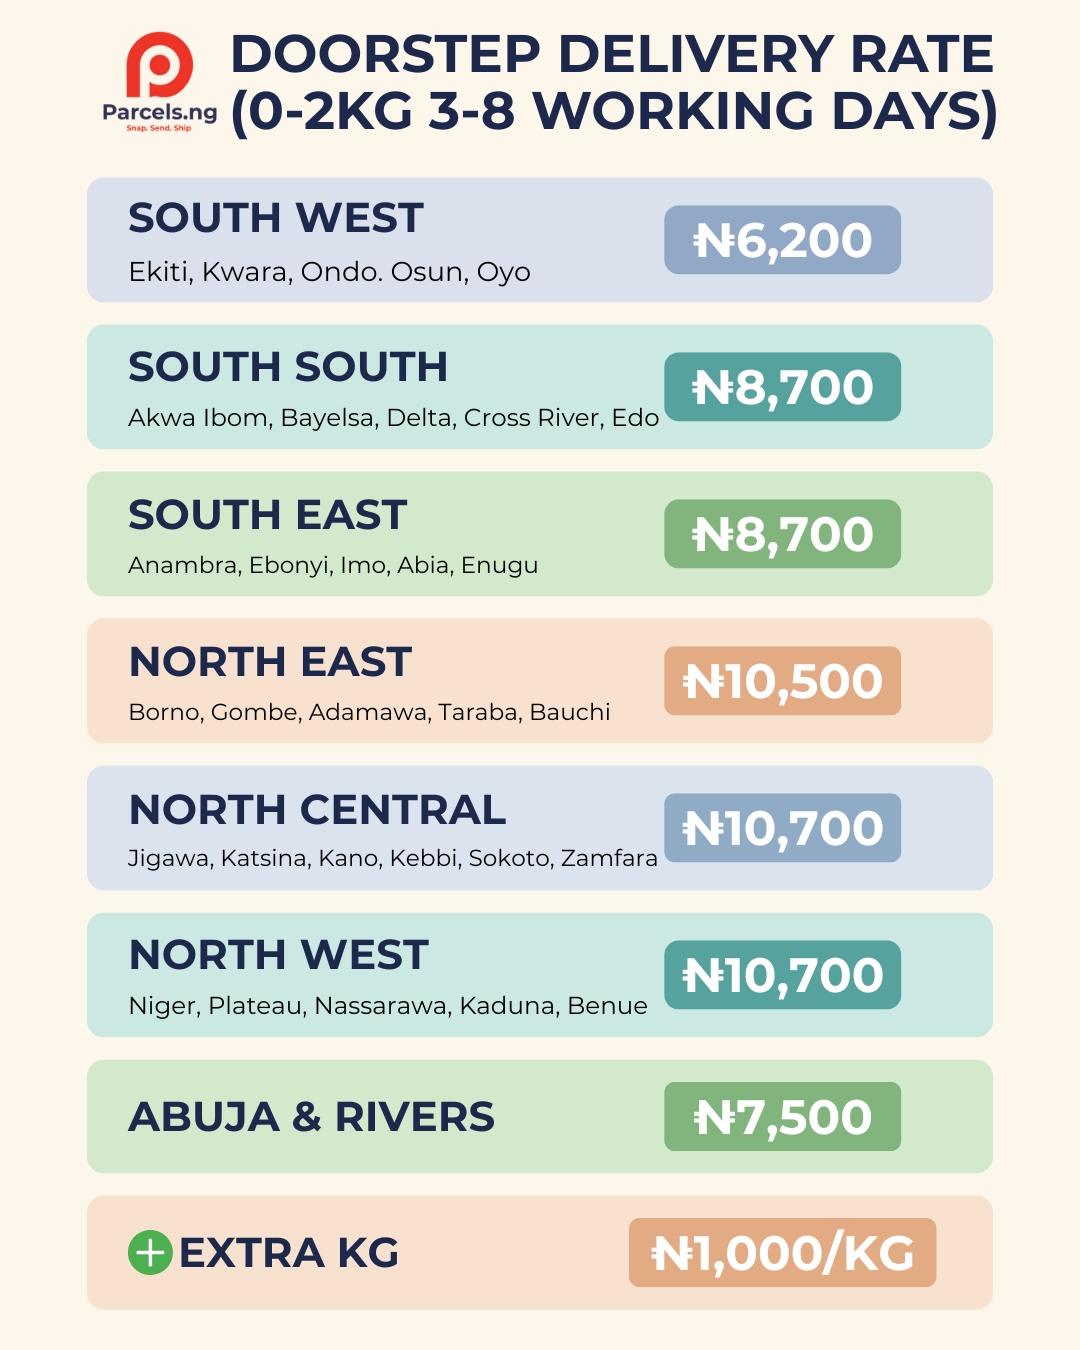 Parcels.ng
Snap. Send. Ship
DOORSTEP DELIVERY RATE
(0-2KG 3-8 WORKING DAYS)
SOUTH WEST
Ekiti, Kwara, Ondo. Osun, Oyo
₦6,200
SOUTH SOUTH
Akwa Ibom, Bayelsa, Delta, Cross River, Edo
₦8,700
SOUTH EAST
Anambra, Ebonyi, Imo, Abia, Enugu
₦8,700
NORTH EAST
Borno, Gombe, Adamawa, Taraba, Bauchi
₦10,500
NORTH CENTRAL
Jigawa, Katsina, Kano, Kebbi, Sokoto, Zamfara
₦10,700
NORTH WEST
Niger, Plateau, Nassarawa, Kaduna, Benue
₦10,700
ABUJA & RIVERS
₦7,500
EXTRA KG
₦1,000/KG